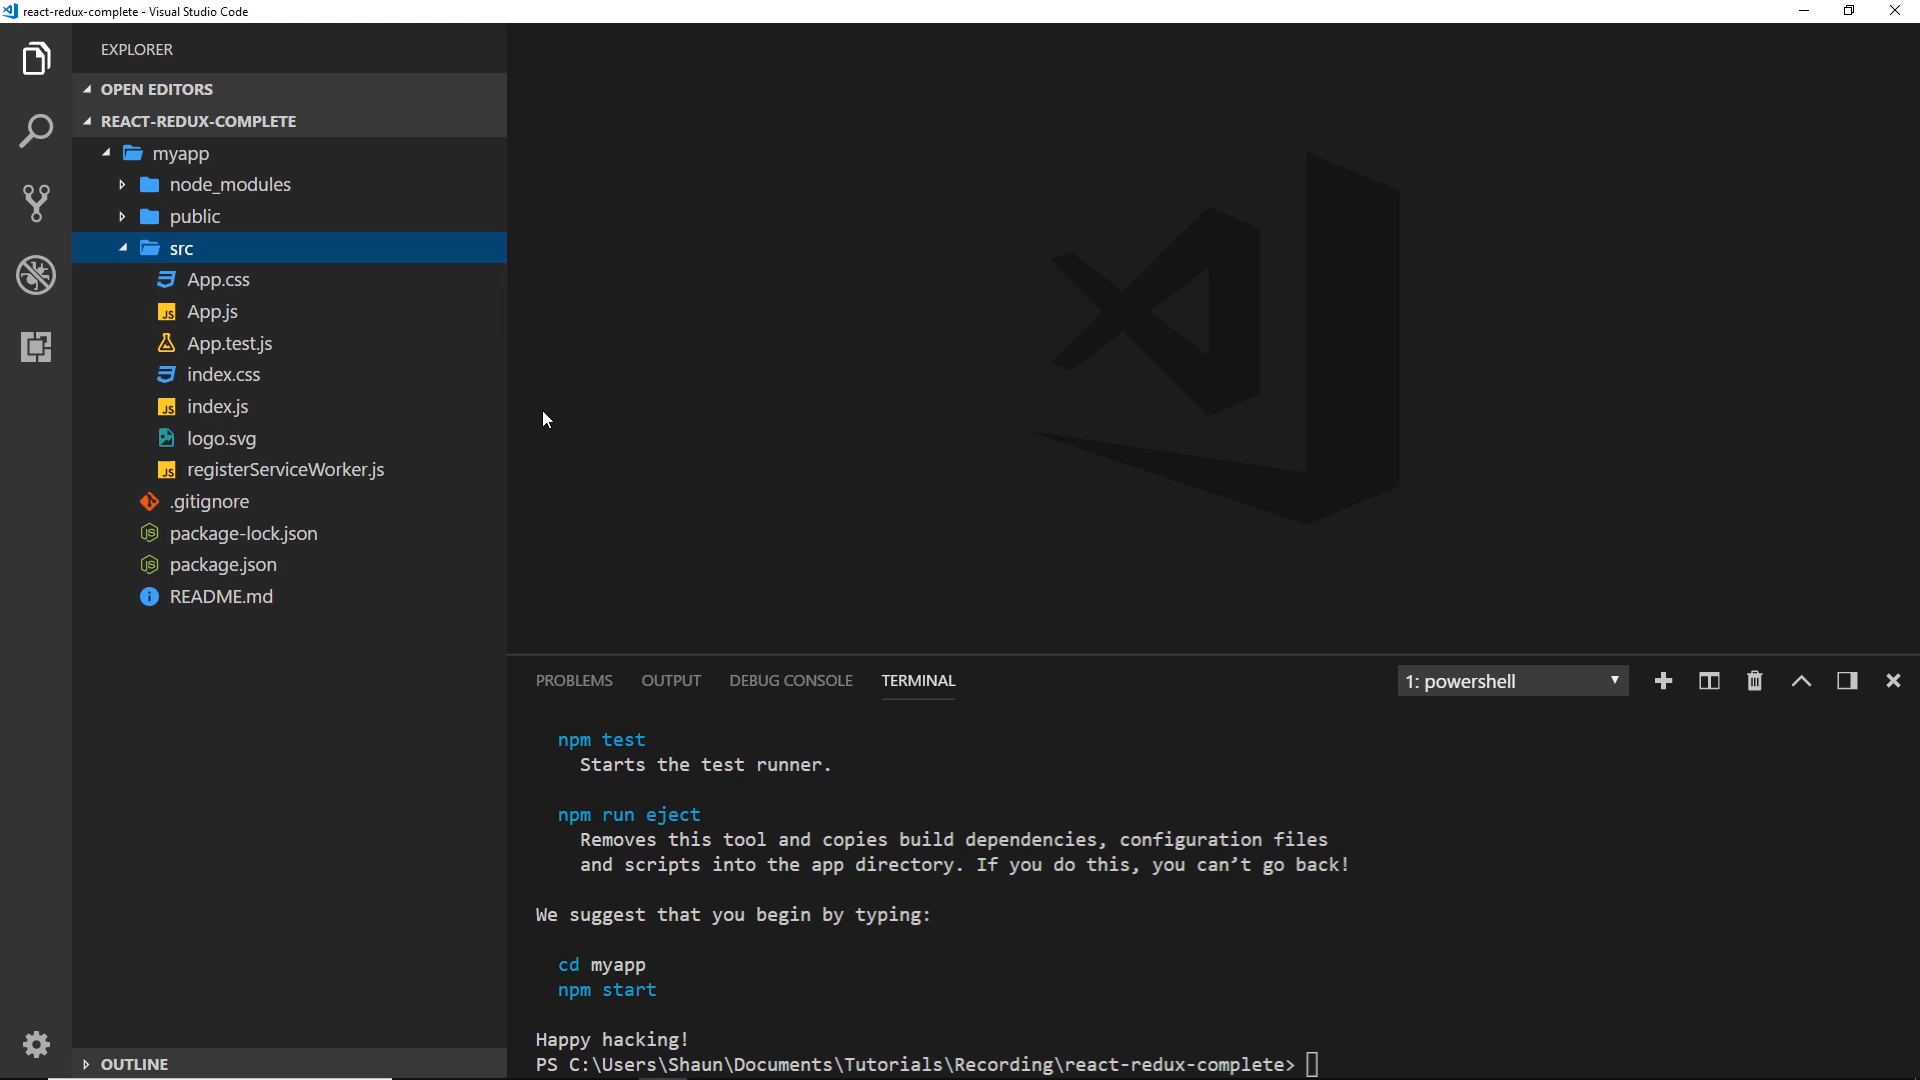 react-redux-complete - Visual Studio Code
EXPLORER
OPEN EDITORS
REACT-REDUX-COMPLETE
myapp
node_modules
public
src
App.css
App.js
App.test.js
index.css
index.js
logo.svg
registerServiceWorker.js
.gitignore
package-lock.json
package.json
README.md
OUTLINE
PROBLEMS OUTPUT DEBUG CONSOLE TERMINAL 1: powershell
npm test
Starts the test runner.
npm run eject
Removes this tool and copies build dependencies, configuration files
and scripts into the app directory. If you do this, you can’t go back!
We suggest that you begin by typing:
cd myapp
npm start
Happy hacking!
PS C:\Users\Shaun\Documents\Tutorials\Recording\react-redux-complete>